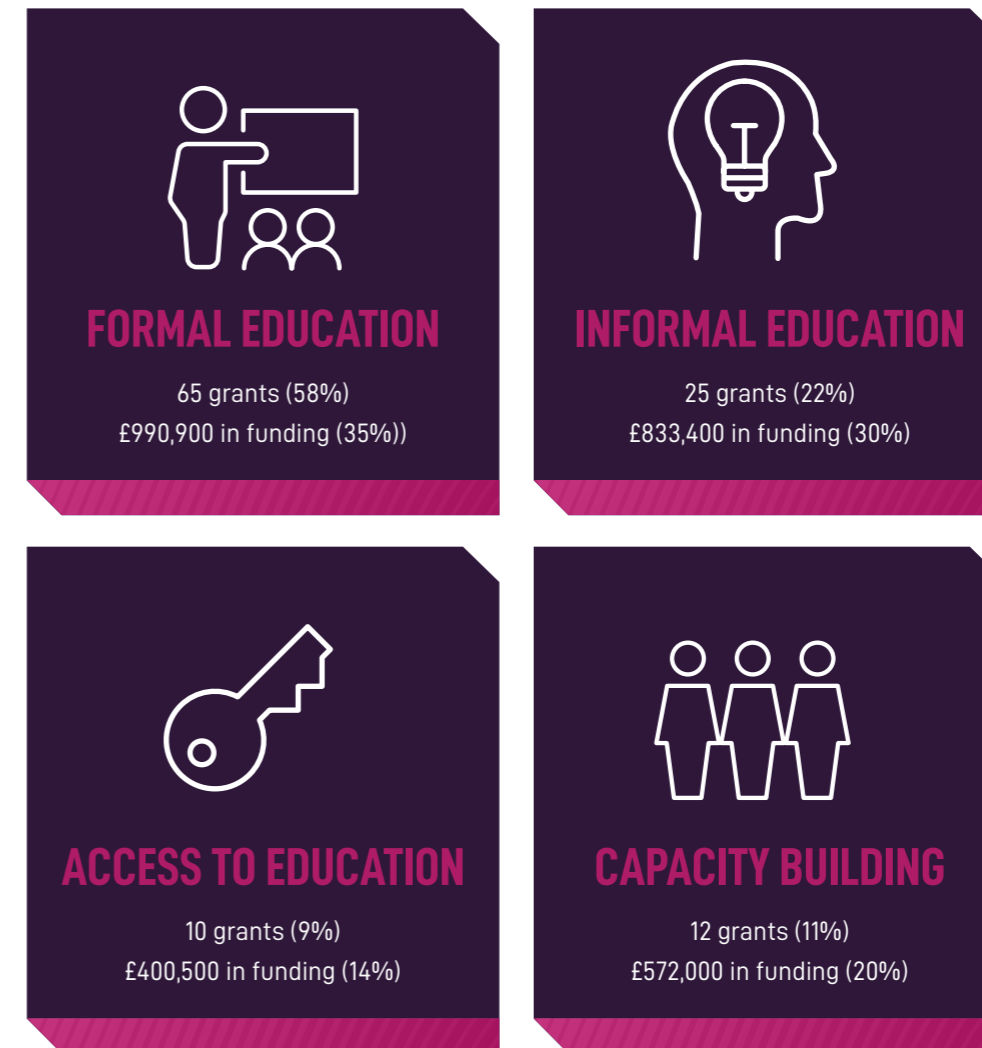 FORMAL EDUCATION
65 grants (58%)
£990,900 in funding (35%))
INFORMAL EDUCATION
25 grants (22%)
£833,400 in funding (30%)
ACCESS TO EDUCATION
10 grants (9%)
£400,500 in funding (14%)
CAPACITY BUILDING
12 grants (11%)
£572,000 in funding (20%)